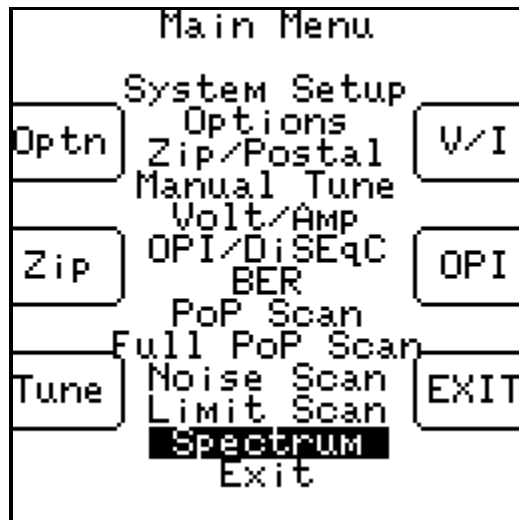 Main Menu
System Setup
Options
Optn
V/I
Zip/Postal
Manual Tune
Volt/Amp
OPI/DiSEqC
Zip
OPI
BER
PoP Scan
Full PoP Scan
Noise Scan
Tune
EXIT
Limit Scan
Spectrum
Exit